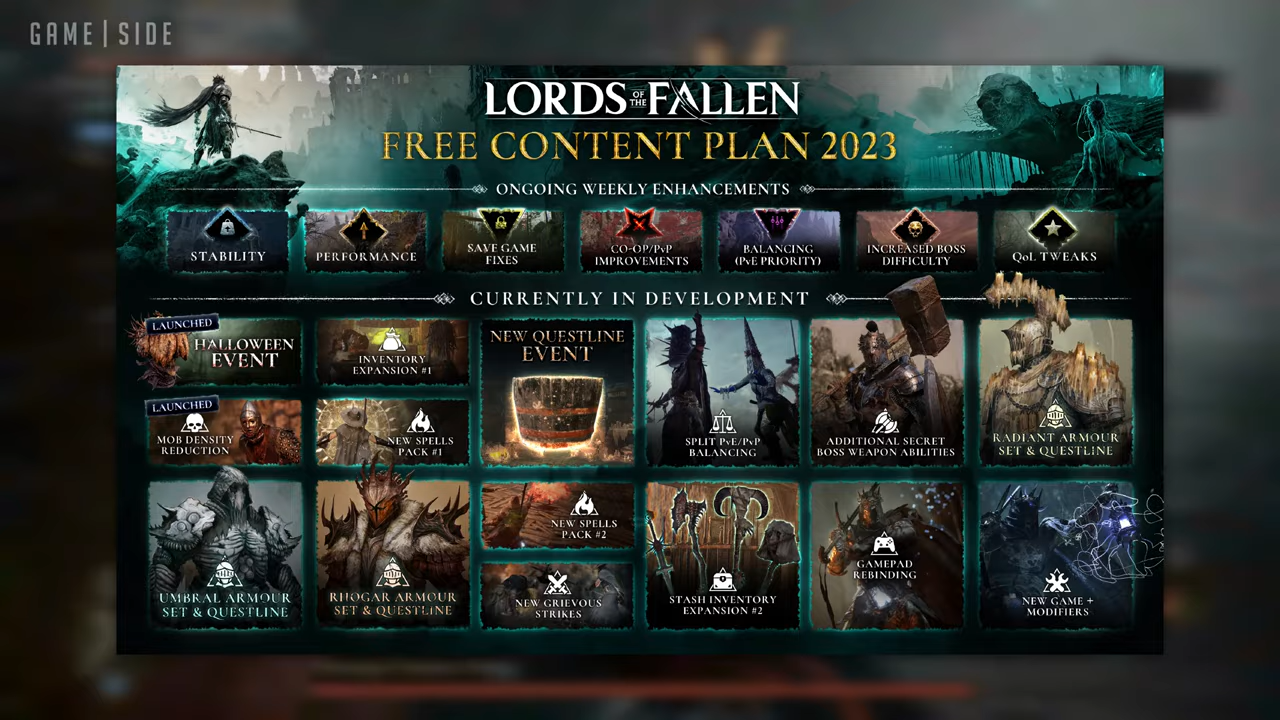 GAME | SIDE
LORDS OF THE FALLEN
FREE CONTENT PLAN 2023
ONGOING WEEKLY ENHANCEMENTS
STABILITY
PERFORMANCE
SAVE GAME
FIXES
CO-OP/PvP
IMPROVEMENTS
BALANCING
(PvE PRIORITY)
INCREASED BOSS
DIFFICULTY
QoL TWEAKS
CURRENTLY IN DEVELOPMENT
LAUNCHED
HALLOWEEN
EVENT
INVENTORY
EXPANSION #1
NEW QUESTLINE
EVENT
SPLIT PvE/PvP
BALANCING
ADDITIONAL SECRET
BOSS WEAPON ABILITIES
RADIANT ARMOUR
SET & QUESTLINE
LAUNCHED
MOB DENSITY
REDUCTION
NEW SPELLS
PACK #1
UMBRAL ARMOUR
SET & QUESTLINE
RHOGAR ARMOUR
SET & QUESTLINE
NEW SPELLS
PACK #2
NEW GRIEVOUS
STRIKES
STASH INVENTORY
EXPANSION #2
GAMEPAD
REBINDING
NEW GAME +
MODIFIERS